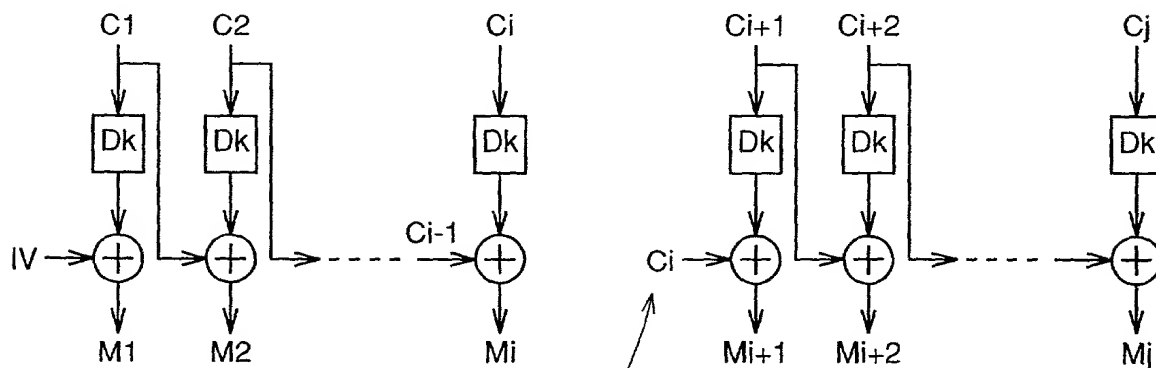 C1 C2 Ci Ci+1 Ci+2 Cj
Dk Dk Dk Dk Dk Dk
Ci-1
IV Ci
M1 M2 Mi Mi+1 Mi+2 Mj